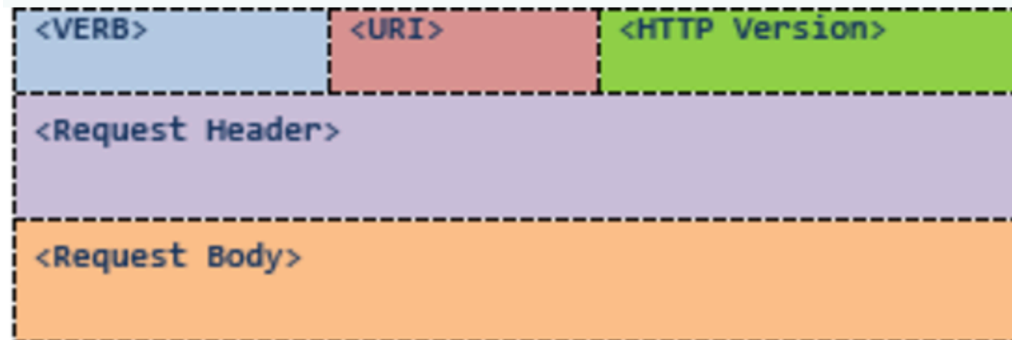 <VERB> <URI> <HTTP Version>
<Request Header>
<Request Body>